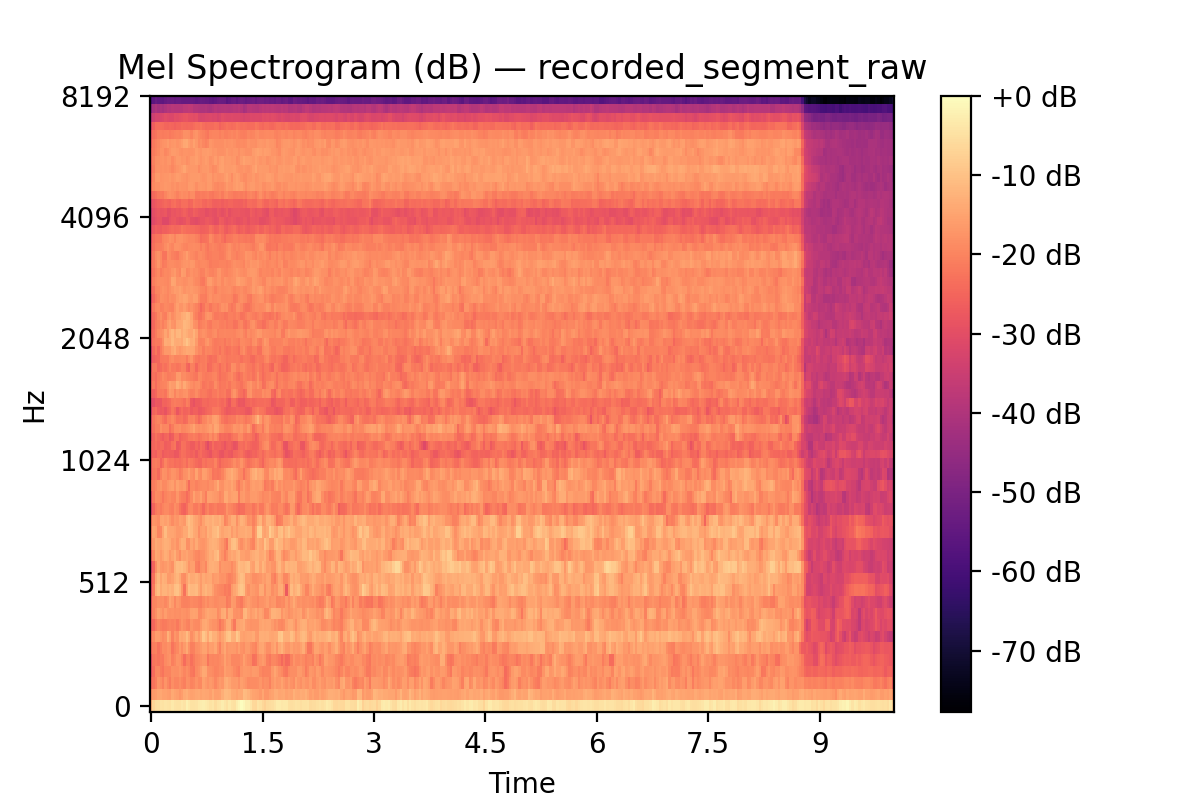 Mel Spectrogram (dB) — recorded_segment_raw
8192
4096
2048
1024
512
0
Hz
0 1.5 3 4.5 6 7.5 9
Time
+0 dB
-10 dB
-20 dB
-30 dB
-40 dB
-50 dB
-60 dB
-70 dB